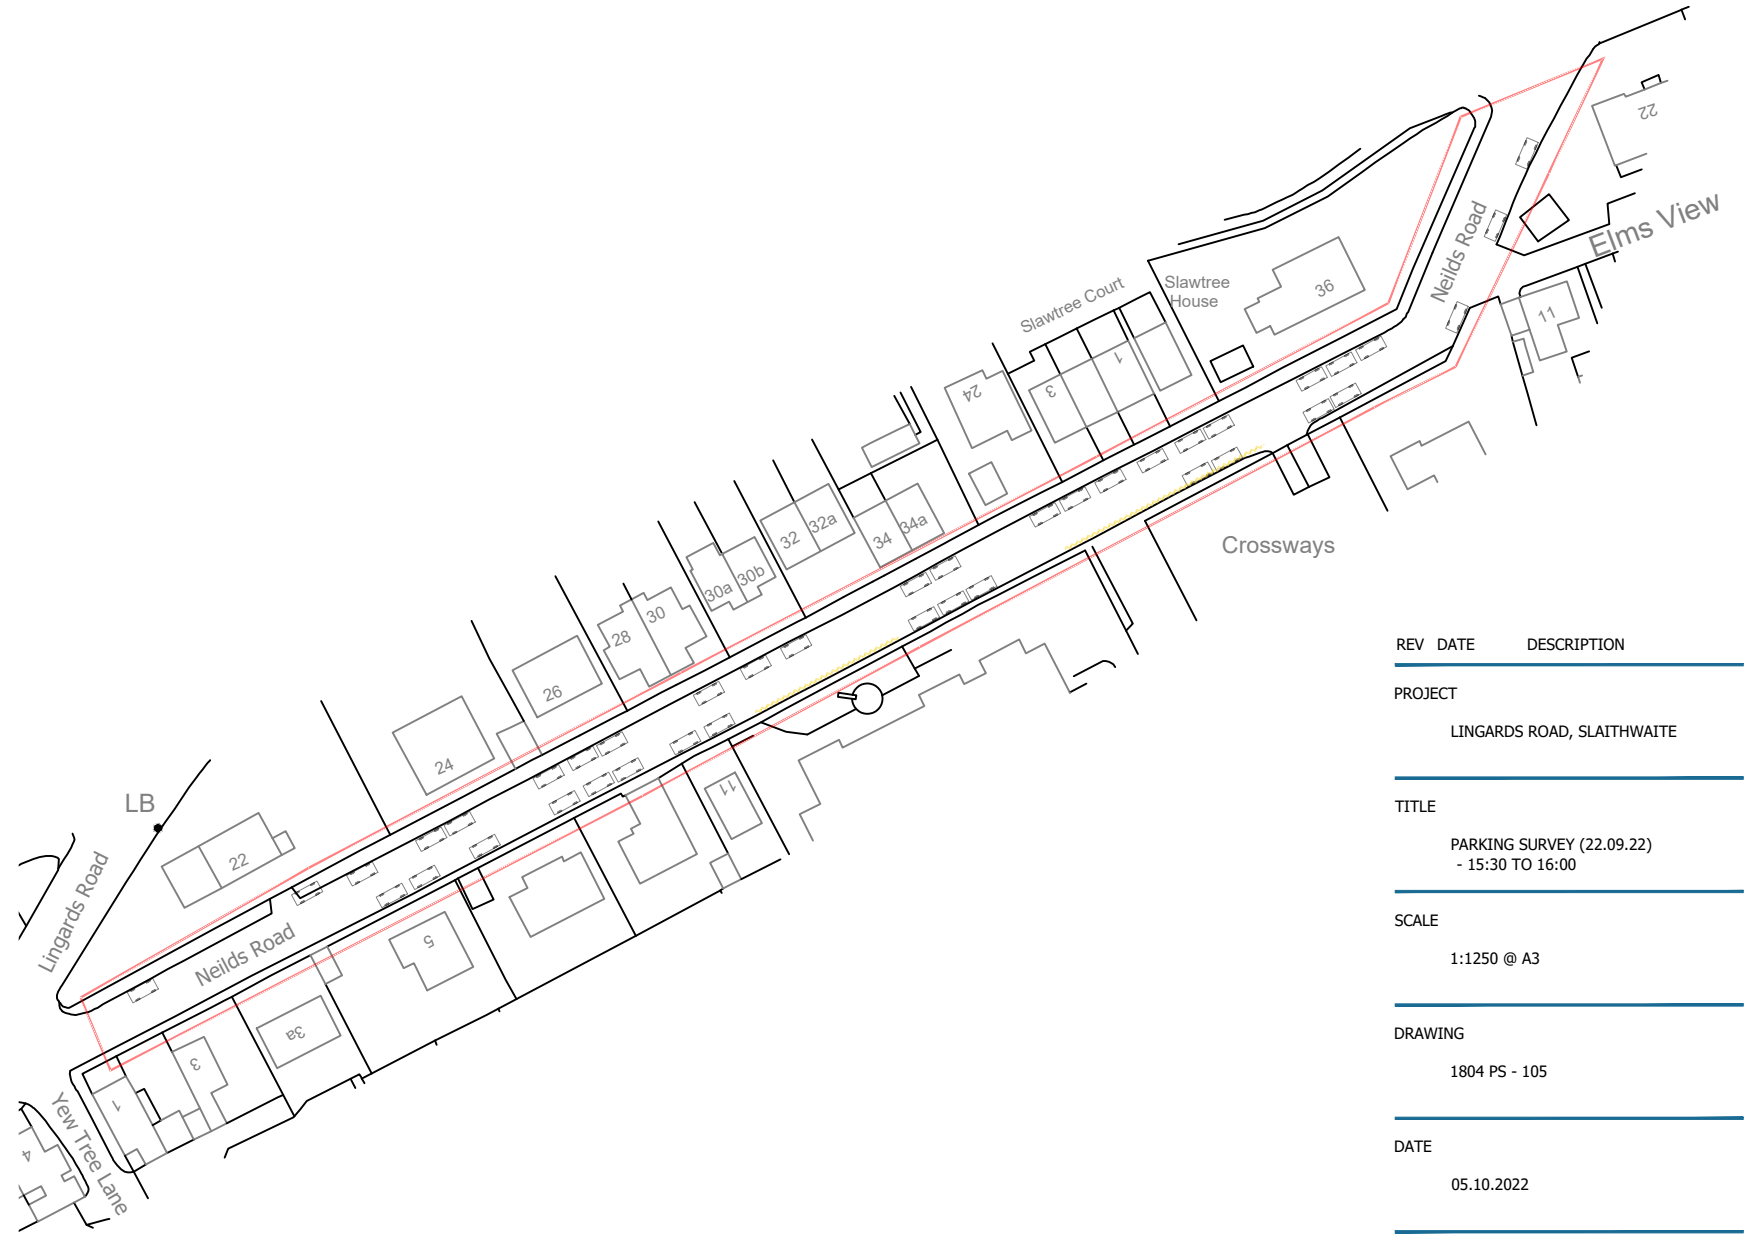 22
Elms View
Neilds Road
Slawtree Court
Slawtree
House
36
11
24
3
1
32
32a
34
34a
30a
30b
28
30
26
24
Crossways
LB
22
Lingards Road
Neilds Road
11
5
3a
3
1
4
Yew Tree Lane
REV DATE DESCRIPTION
PROJECT
LINGARDS ROAD, SLAITHWAITE
TITLE
PARKING SURVEY (22.09.22)
- 15:30 TO 16:00
SCALE
1:1250 @ A3
DRAWING
1804 PS - 105
DATE
05.10.2022